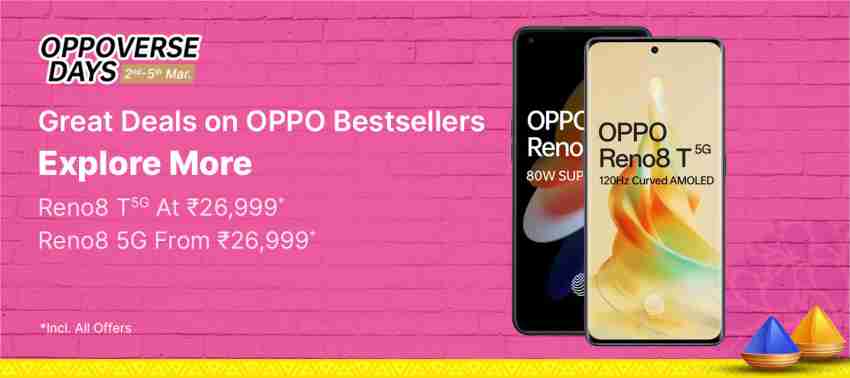 OPPOVERSE
DAYS 2ND-5th Mar.
Great Deals on OPPO Bestsellers
Explore More
Reno8 T5G At ₹26,999*
Reno8 5G From ₹26,999*
*Incl. All Offers
OPPO
Reno
80W SUP
OPPO
Reno8 T 5G
120Hz Curved AMOLED